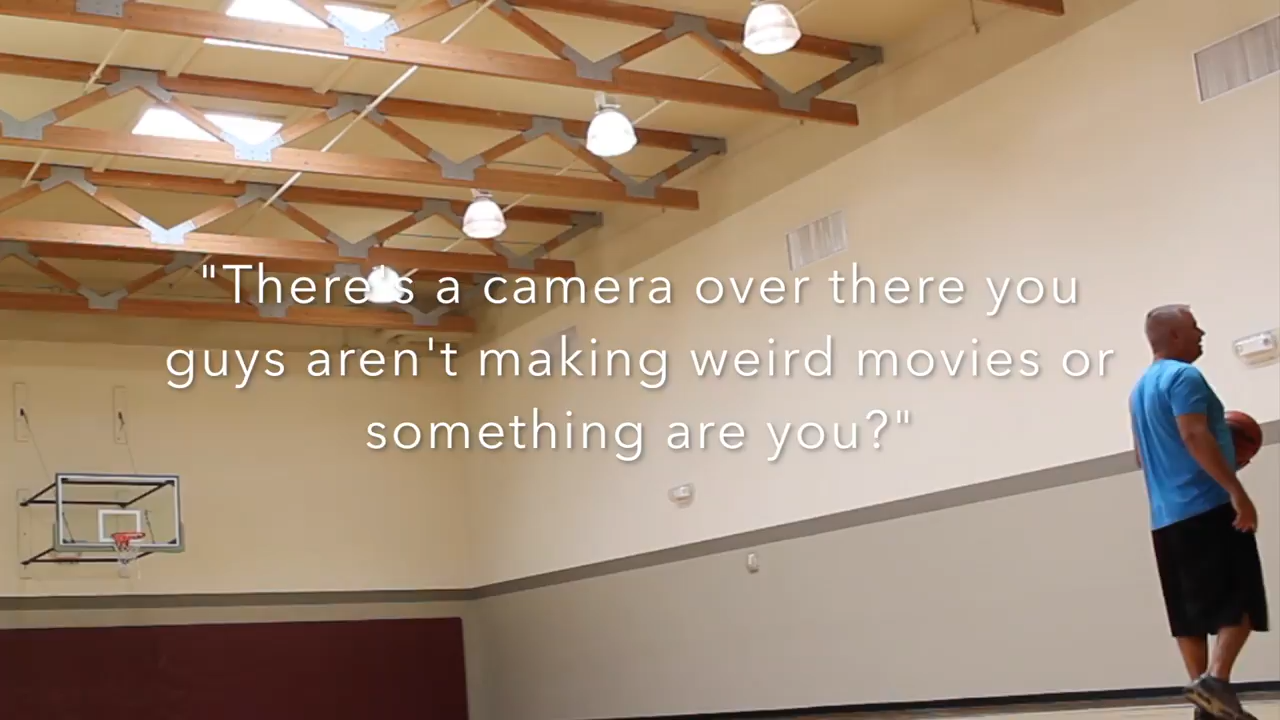 "There's a camera over there you
guys aren't making weird movies or
something are you?"